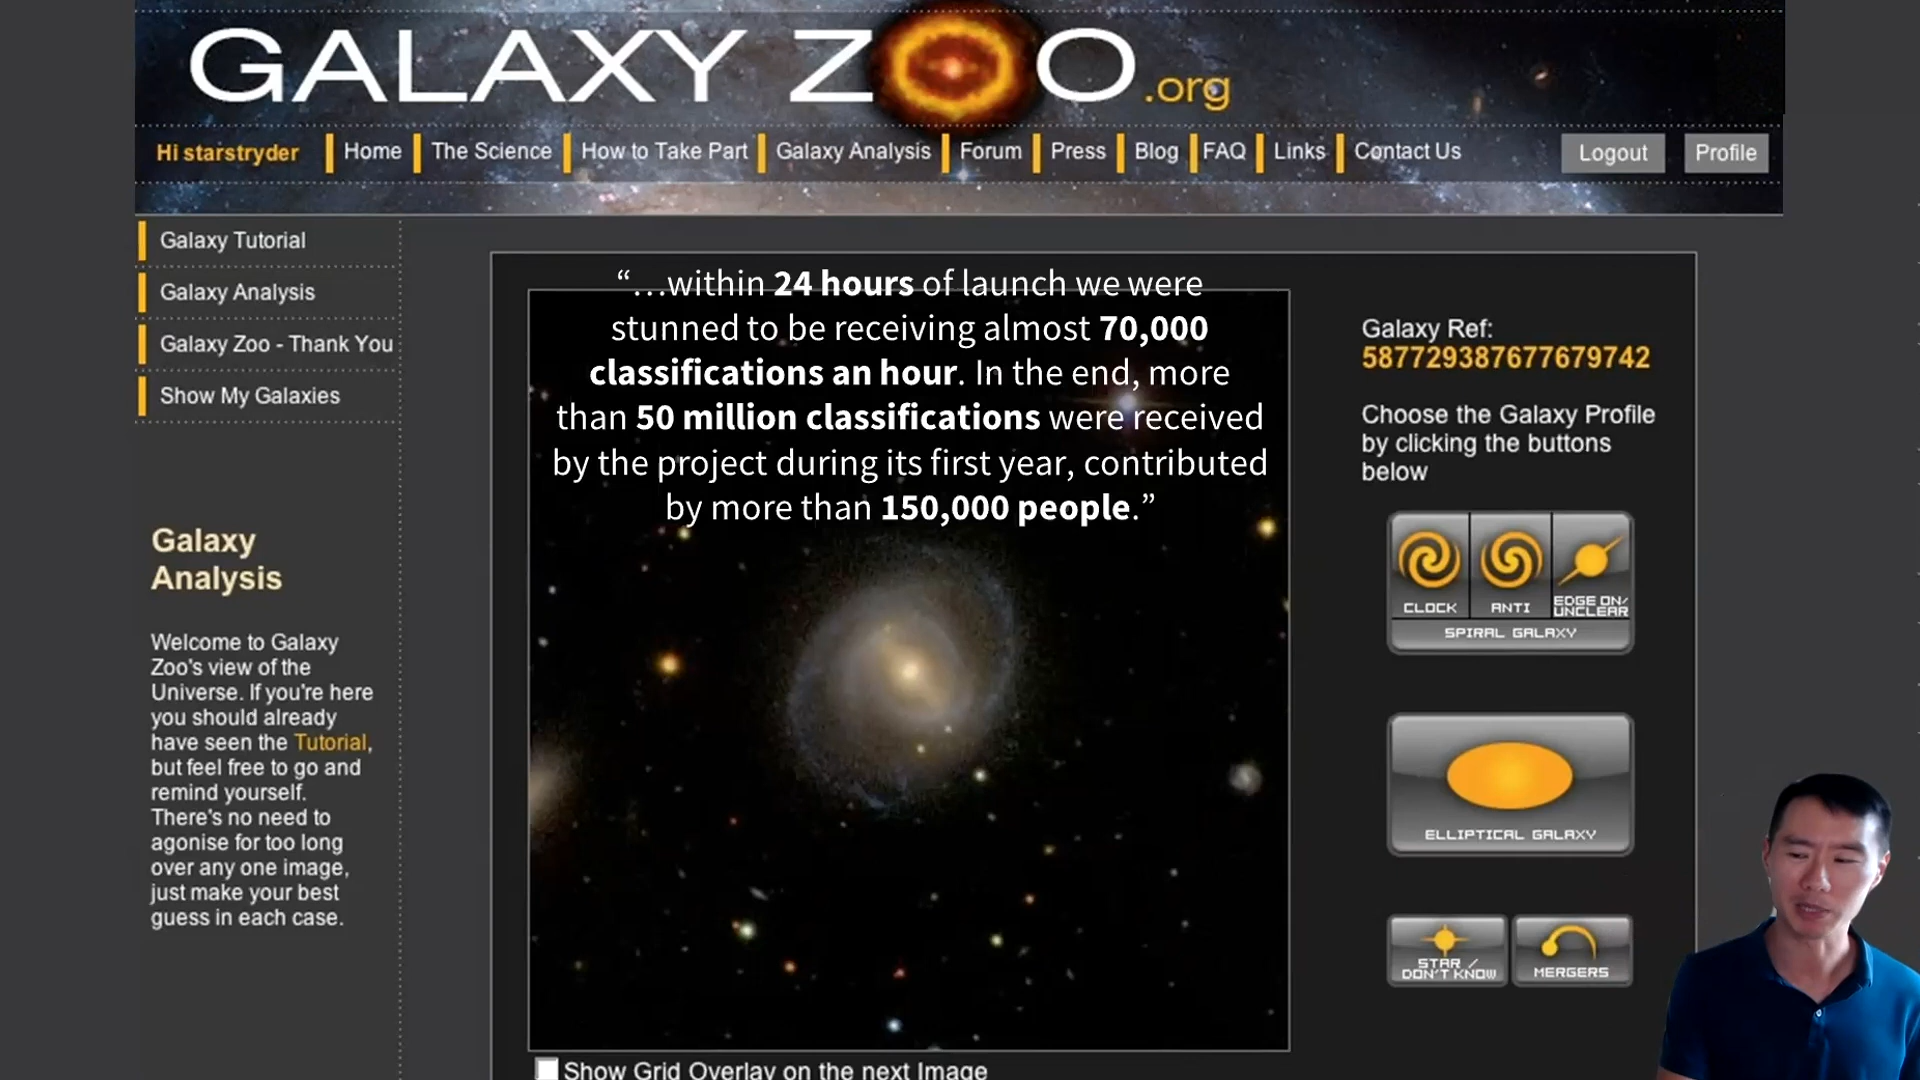 GALAXY ZOO.org
Hi starstryder
Home
The Science
How to Take Part
Galaxy Analysis
Forum
Press
Blog
FAQ
Links
Contact Us
Logout
Profile
Galaxy Tutorial
Galaxy Analysis
Galaxy Zoo - Thank You
Show My Galaxies
Galaxy
Analysis
Welcome to Galaxy
Zoo's view of the
Universe. If you're here
you should already
have seen the Tutorial,
but feel free to go and
remind yourself.
There's no need to
agonise for too long
over any one image,
just make your best
guess in each case.
“…within 24 hours of launch we were
stunned to be receiving almost 70,000
classifications an hour. In the end, more
than 50 million classifications were received
by the project during its first year, contributed
by more than 150,000 people.”
Show Grid Overlay on the next Image
Galaxy Ref:
587729387677679742
Choose the Galaxy Profile
by clicking the buttons
below
CLOCK
ANTI
EDGE ON/
UNCLEAR
SPIRAL GALAXY
ELLIPTICAL GALAXY
STAR /
DON'T KNOW
MERGERS